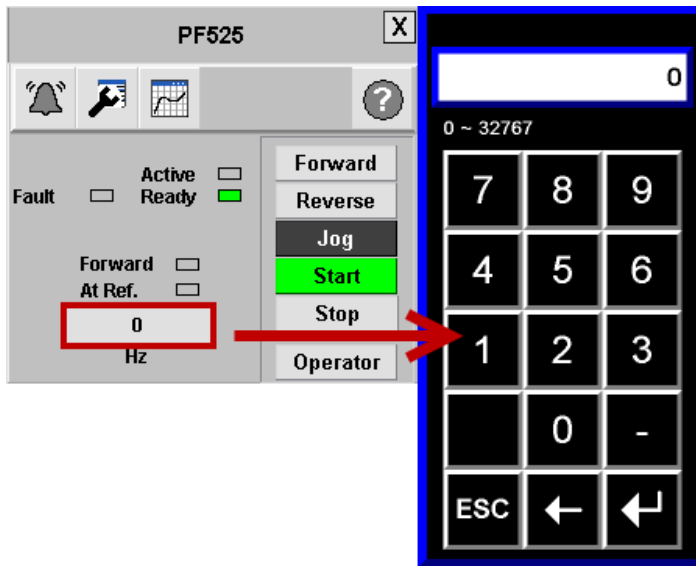 PF525
X
?
Active
Fault
Ready
Forward
At Ref.
0
Hz
Forward
Reverse
Jog
Start
Stop
Operator
0
0 ~ 32767
7 8 9
4 5 6
1 2 3
0 -
ESC